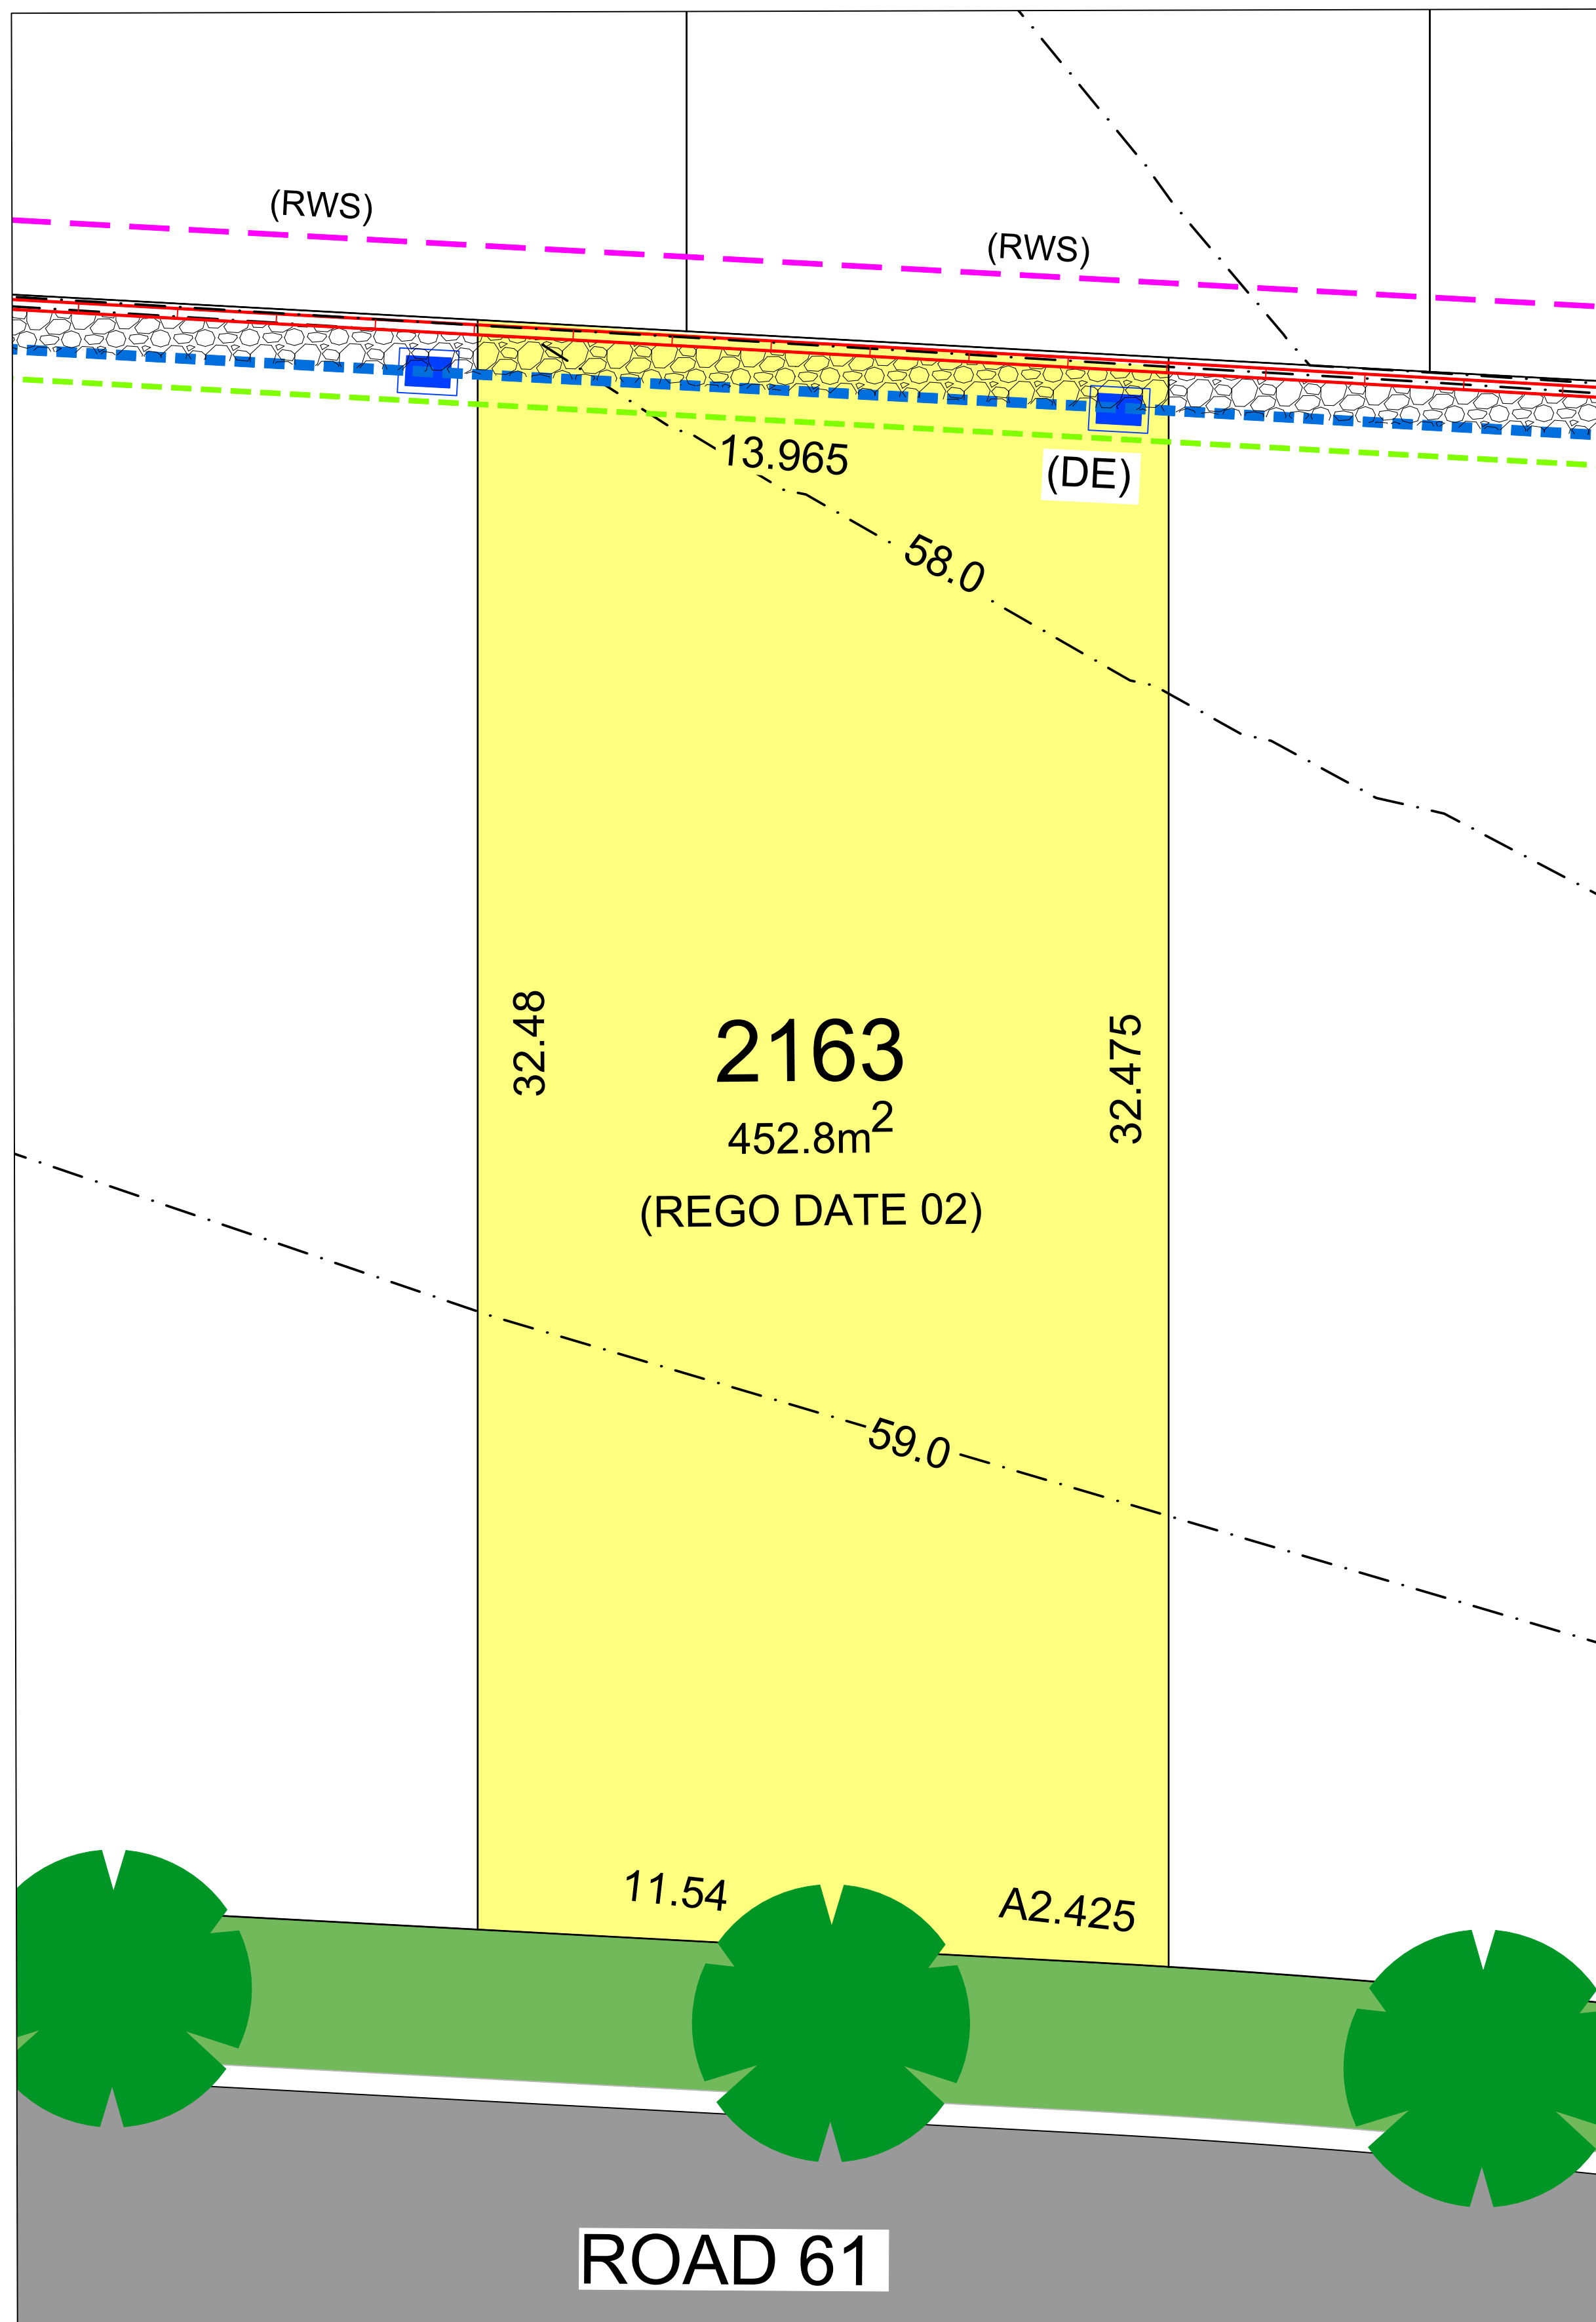 (RWS)
(RWS)
13.965
(DE)
58.0
32.48
2163
32.475
452.8m²
(REGO DATE 02)
59.0
11.54
A2.425
ROAD 61